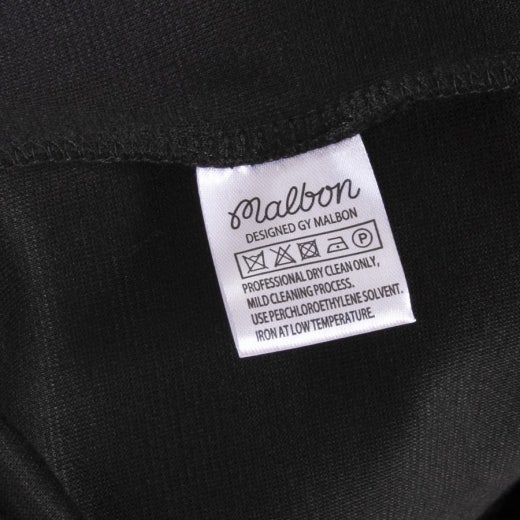 malbon
DESIGNED GY MALBON
P
PROFESSIONAL DRY CLEAN ONLY,
MILD CLEANING PROCESS.
USE PERCHLOROETHYLENE SOLVENT.
IRON AT LOW TEMPERATURE.